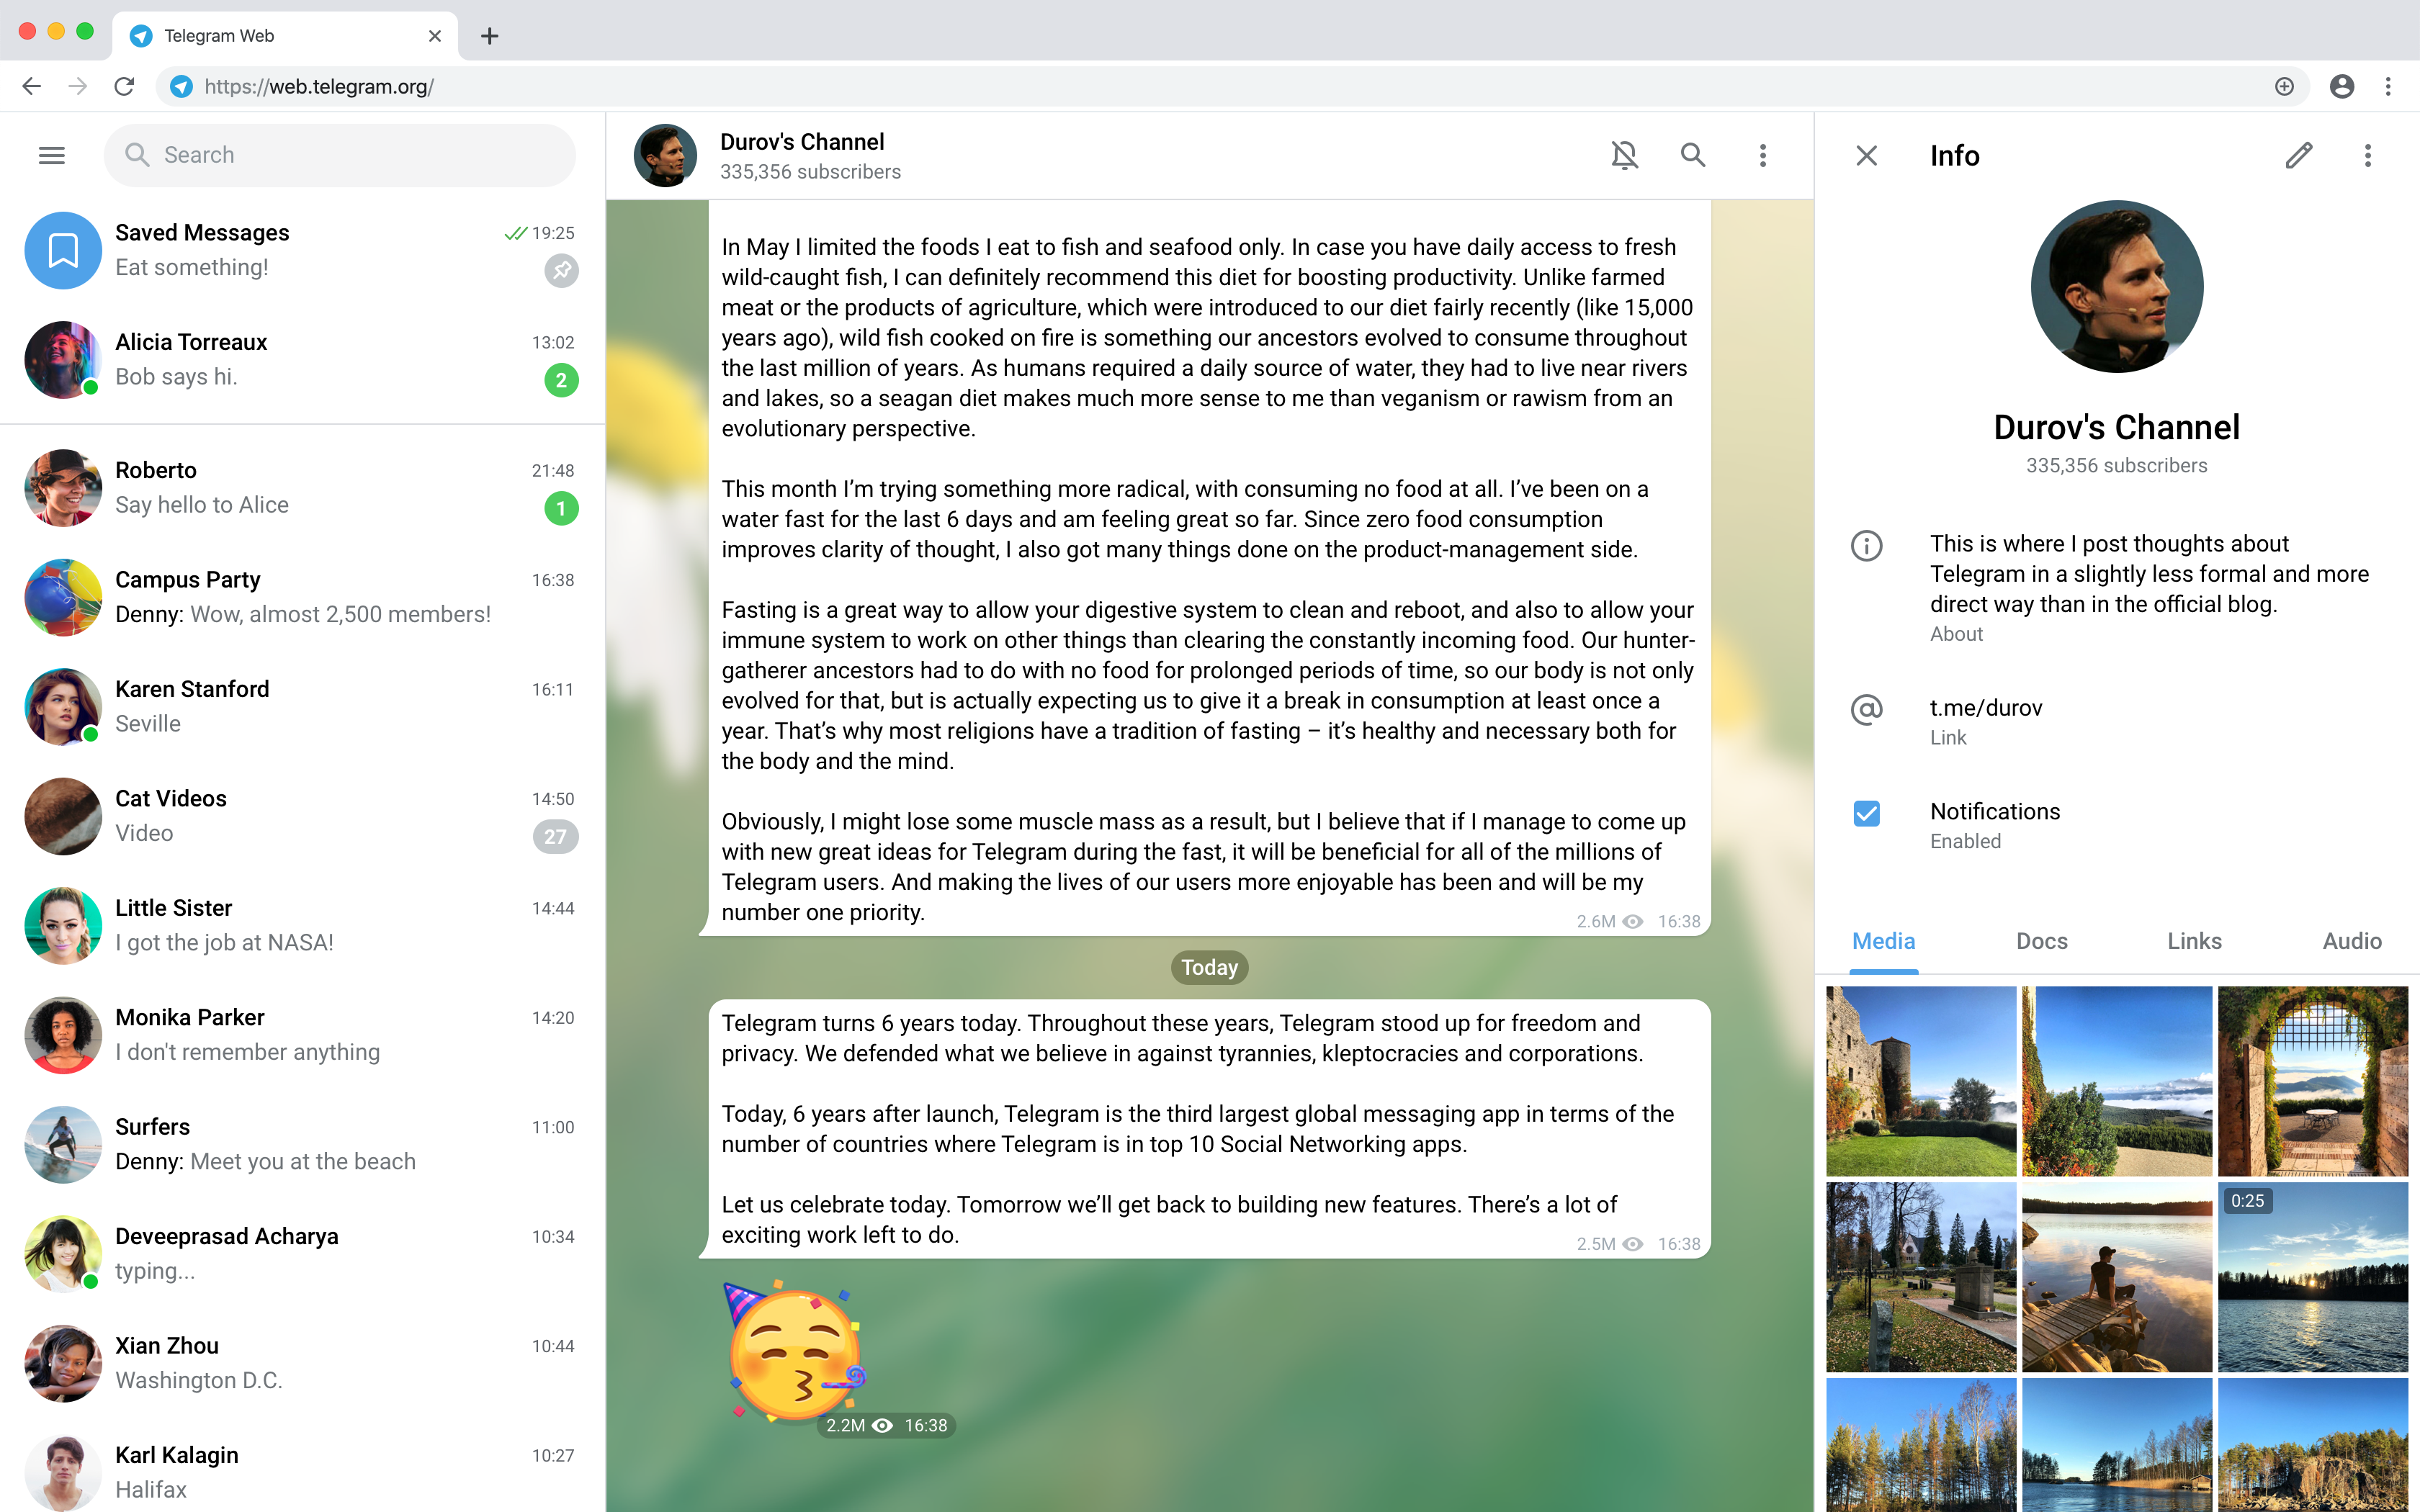 Telegram Web
https://web.telegram.org/
Search
Saved Messages
19:25
Eat something!
Alicia Torreaux
13:02
Bob says hi.
2
Roberto
21:48
Say hello to Alice
1
Campus Party
16:38
Denny: Wow, almost 2,500 members!
Karen Stanford
16:11
Seville
Cat Videos
14:50
Video
27
Little Sister
14:44
I got the job at NASA!
Monika Parker
14:20
I don't remember anything
Surfers
11:00
Denny: Meet you at the beach
Deveeprasad Acharya
10:34
typing...
Xian Zhou
10:44
Washington D.C.
Karl Kalagin
10:27
Halifax
Durov's Channel
335,356 subscribers
In May I limited the foods I eat to fish and seafood only. In case you have daily access to fresh
wild-caught fish, I can definitely recommend this diet for boosting productivity. Unlike farmed
meat or the products of agriculture, which were introduced to our diet fairly recently (like 15,000
years ago), wild fish cooked on fire is something our ancestors evolved to consume throughout
the last million of years. As humans required a daily source of water, they had to live near rivers
and lakes, so a seagan diet makes much more sense to me than veganism or rawism from an
evolutionary perspective.
This month I’m trying something more radical, with consuming no food at all. I’ve been on a
water fast for the last 6 days and am feeling great so far. Since zero food consumption
improves clarity of thought, I also got many things done on the product-management side.
Fasting is a great way to allow your digestive system to clean and reboot, and also to allow your
immune system to work on other things than clearing the constantly incoming food. Our hunter-
gatherer ancestors had to do with no food for prolonged periods of time, so our body is not only
evolved for that, but is actually expecting us to give it a break in consumption at least once a
year. That’s why most religions have a tradition of fasting – it’s healthy and necessary both for
the body and the mind.
Obviously, I might lose some muscle mass as a result, but I believe that if I manage to come up
with new great ideas for Telegram during the fast, it will be beneficial for all of the millions of
Telegram users. And making the lives of our users more enjoyable has been and will be my
number one priority.
2.6M 16:38
Today
Telegram turns 6 years today. Throughout these years, Telegram stood up for freedom and
privacy. We defended what we believe in against tyrannies, kleptocracies and corporations.
Today, 6 years after launch, Telegram is the third largest global messaging app in terms of the
number of countries where Telegram is in top 10 Social Networking apps.
Let us celebrate today. Tomorrow we’ll get back to building new features. There’s a lot of
exciting work left to do.
2.5M 16:38
2.2M 16:38
Info
Durov's Channel
335,356 subscribers
This is where I post thoughts about
Telegram in a slightly less formal and more
direct way than in the official blog.
About
t.me/durov
Link
Notifications
Enabled
Media Docs Links Audio
0:25